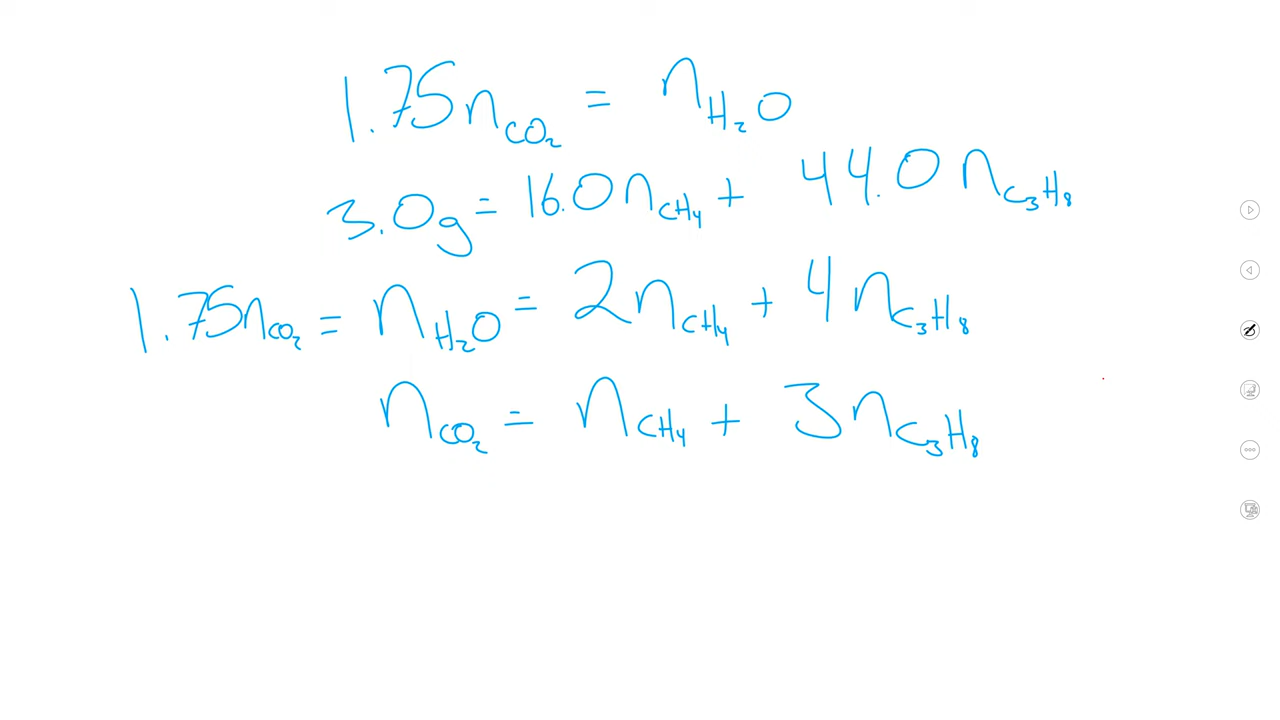 1.75n_CO₂ = n_H₂O
3.0g = 16.0n_CH₄ + 44.0n_C₃H₈
1.75n_CO₂ = n_H₂O = 2n_CH₄ + 4n_C₃H₈
n_CO₂ = n_CH₄ + 3n_C₃H₈